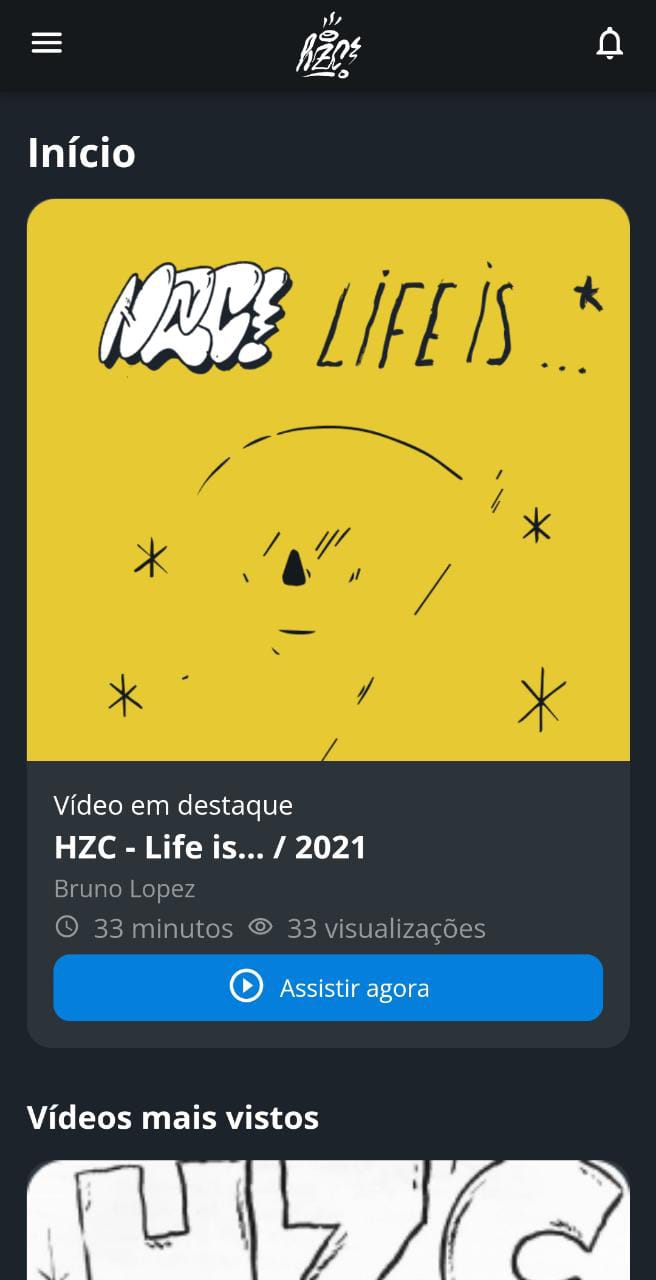 HZC!
Início
HZC! LIFE IS ...
Vídeo em destaque
HZC - Life is... / 2021
Bruno Lopez
33 minutos 33 visualizações
Assistir agora
Vídeos mais vistos
HZC